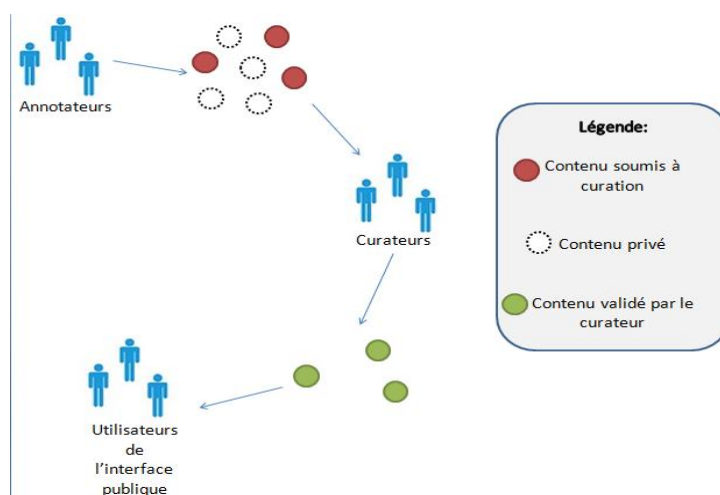 Annotateurs
Légende:
Contenu soumis à
curation
Contenu privé
Contenu validé par le
curateur
Curateurs
Utilisateurs
de
l'interface
publique